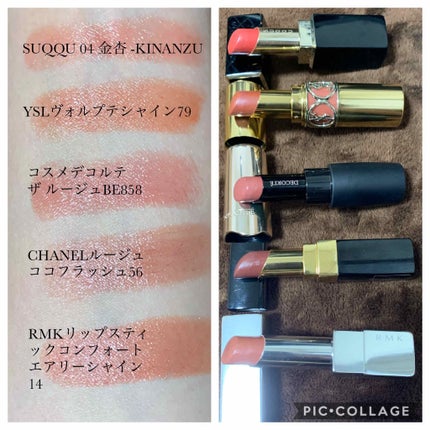 SUQQU 04 金杏 -KINANZU
YSLヴォルプテシャイン79
コスメデコルテ
ザ ルージュBE858
CHANELルージュ
ココフラッシュ56
RMKリップスティ
ックコンフォート
エアリーシャイン
14
SUQQU
DECORTÉ
RMK
PIC•COLLAGE